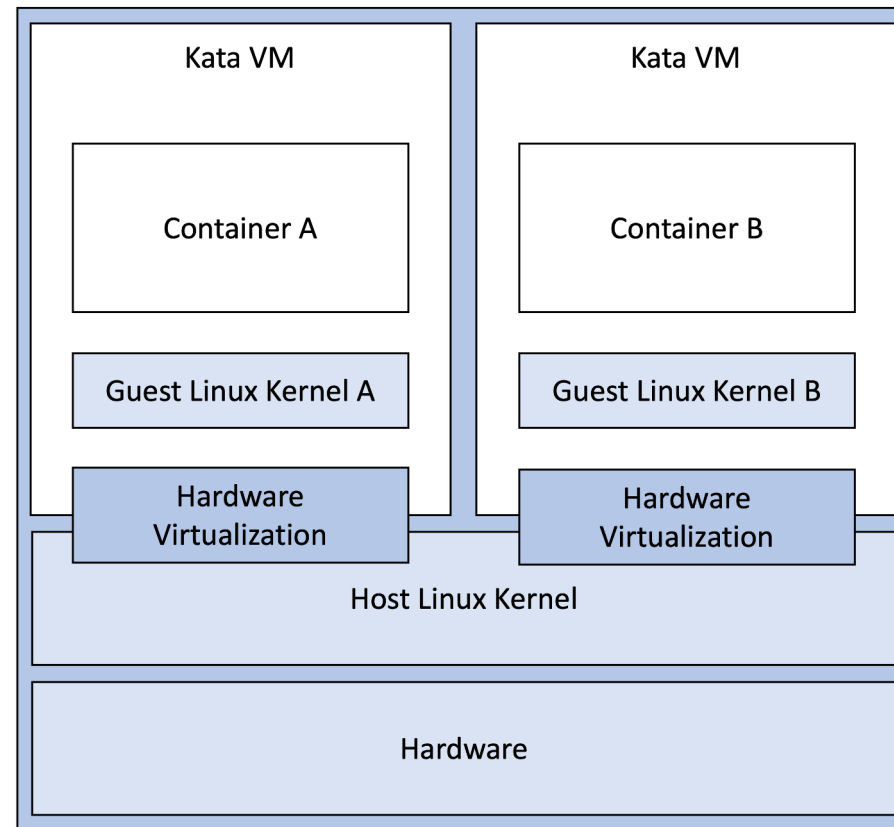 Kata VM
Kata VM
Container A
Container B
Guest Linux Kernel A
Guest Linux Kernel B
Hardware
Virtualization
Hardware
Virtualization
Host Linux Kernel
Hardware